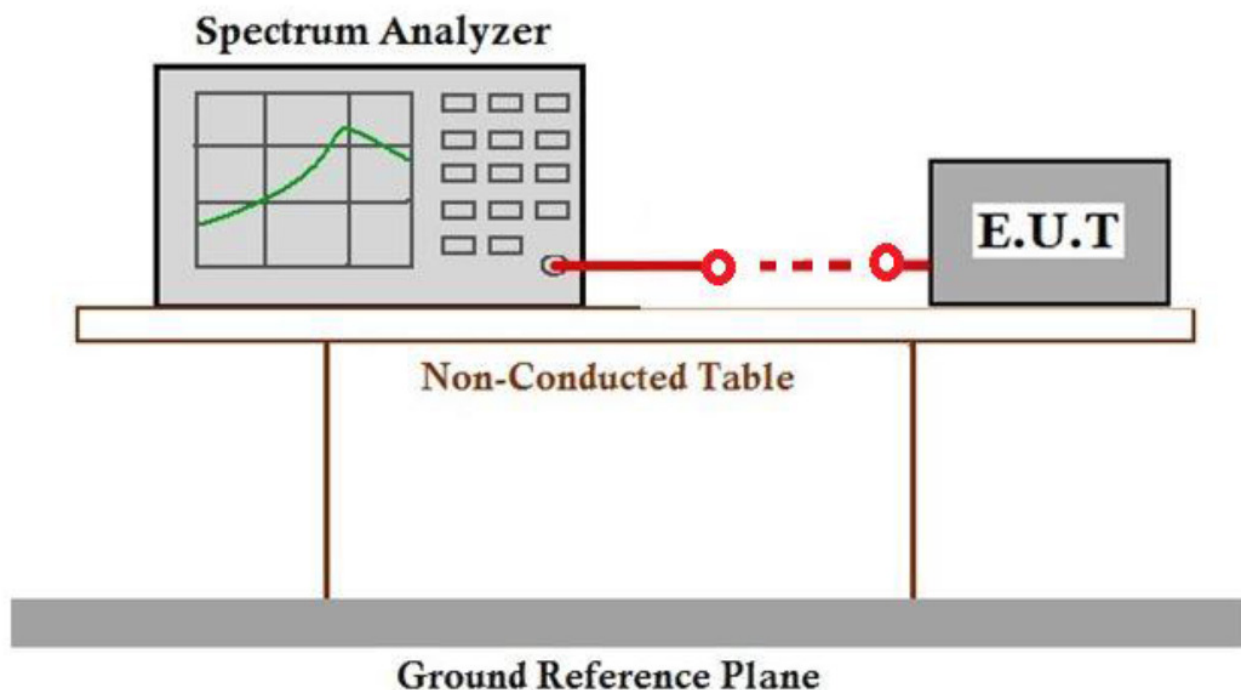 Spectrum Analyzer
E.U.T
Non-Conducted Table
Ground Reference Plane